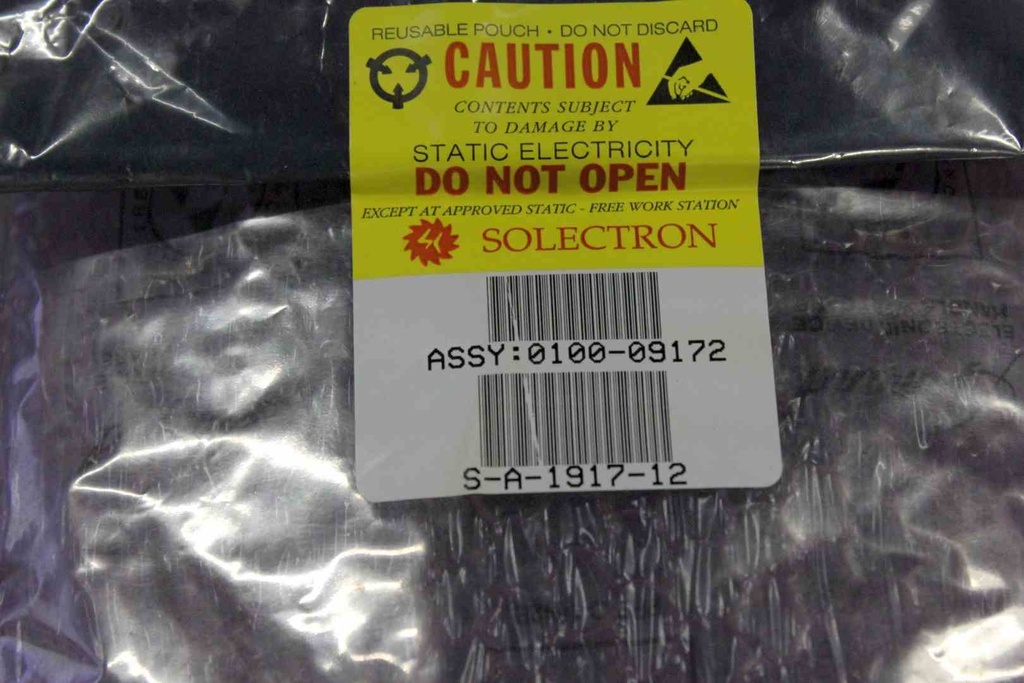 REUSABLE POUCH • DO NOT DISCARD
CAUTION
CONTENTS SUBJECT
TO DAMAGE BY
STATIC ELECTRICITY
DO NOT OPEN
EXCEPT AT APPROVED STATIC - FREE WORK STATION
SOLECTRON
ASSY:0100-09172
S-A-1917-12